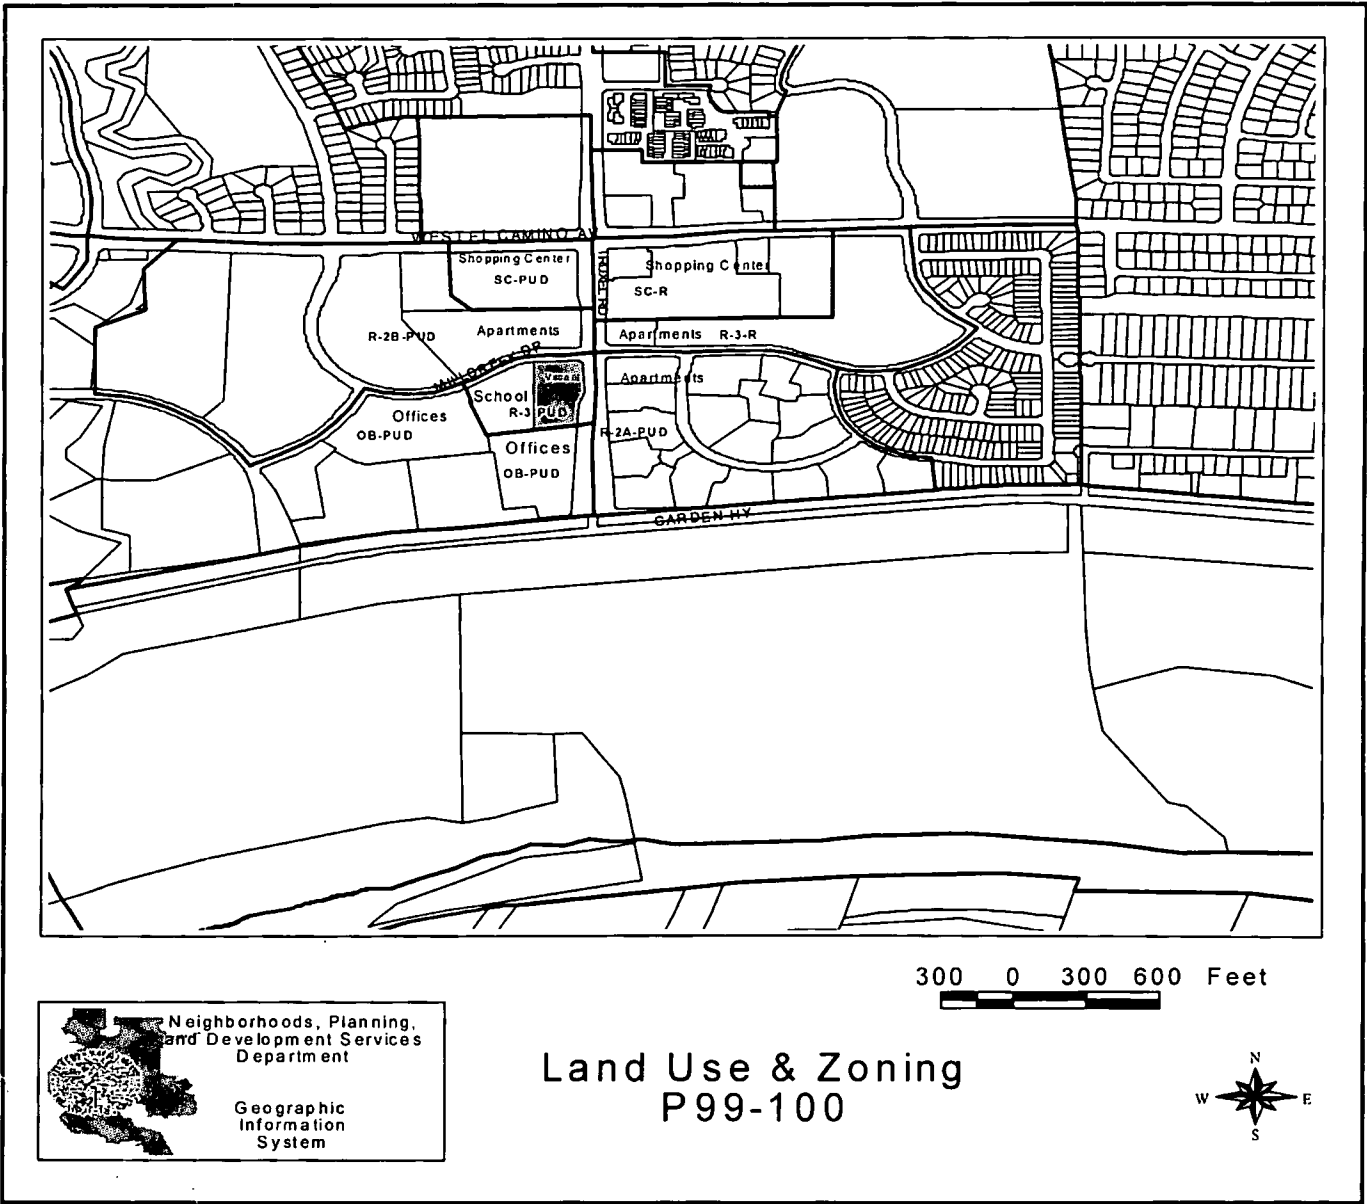 WEST EL CAMINO AV
Shopping Center
SC-PUD
Shopping Center
SC-R
R-2B-PUD
Apartments
Apartments R-3-R
Vacant
Apartments
School
R-3 PUD
Offices
OB-PUD
R-2A-PUD
Offices
OB-PUD
GARDEN HY
300 0 300 600 Feet
Neighborhoods, Planning,
and Development Services
Department
Geographic
Information
System
Land Use & Zoning
P99-100
N
W E
S